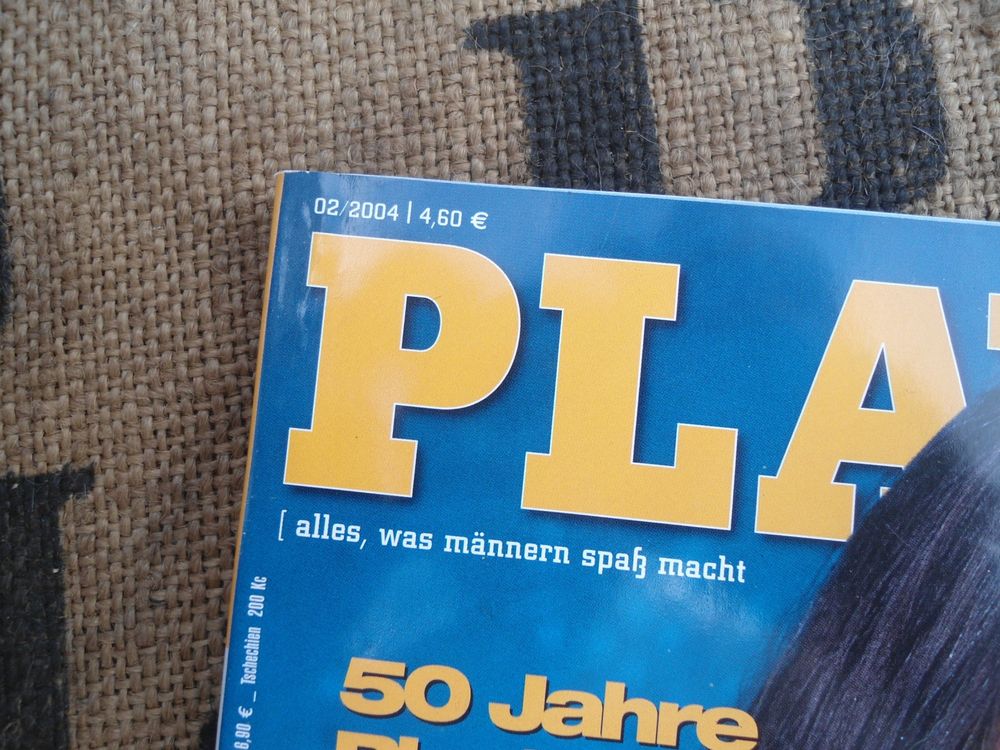 02/2004 | 4,60 €
PLA
[ alles, was männern spaß macht
6,90 € _ Tschechien 200 Kc
50 Jahre